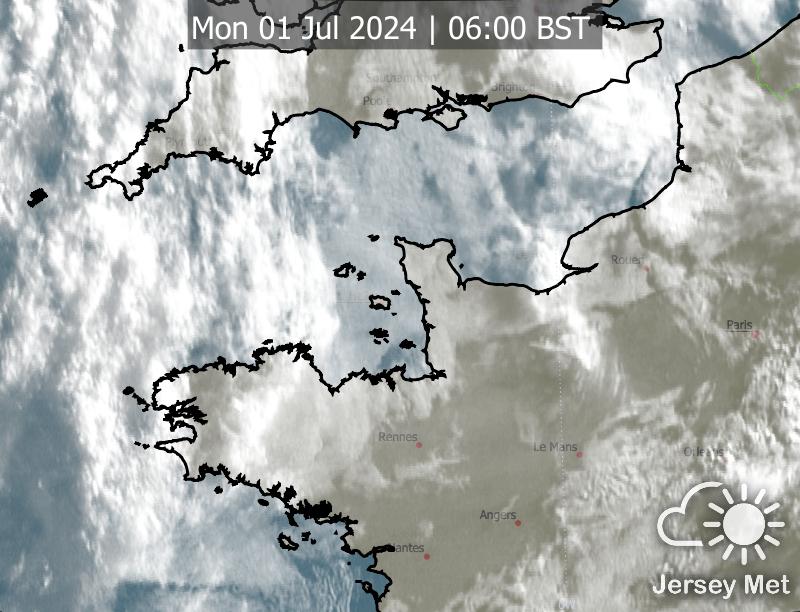 Mon 01 Jul 2024 | 06:00 BST
Southampton
Brighton
Poole
Rouen
Paris
Rennes
Le Mans
Orléans
Angers
Nantes
Jersey Met